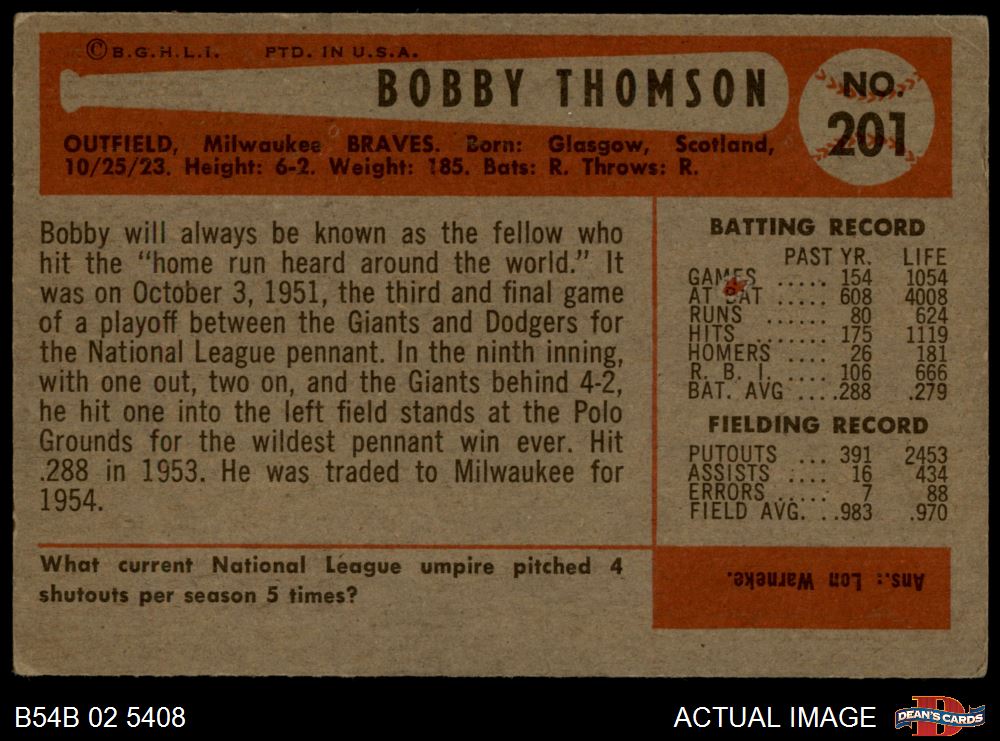 ©B.G.H.L.I. PTD. IN U.S.A.
BOBBY THOMSON
NO.
201
OUTFIELD, Milwaukee BRAVES. Born: Glasgow, Scotland,
10/25/23. Height: 6-2. Weight: 185. Bats: R. Throws: R.
Bobby will always be known as the fellow who
hit the "home run heard around the world." It
was on October 3, 1951, the third and final game
of a playoff between the Giants and Dodgers for
the National League pennant. In the ninth inning,
with one out, two on, and the Giants behind 4-2,
he hit one into the left field stands at the Polo
Grounds for the wildest pennant win ever. Hit
.288 in 1953. He was traded to Milwaukee for
1954.
BATTING RECORD
PAST YR. LIFE
GAMES ..... 154 1054
AT BAT ..... 608 4008
RUNS ...... 80 624
HITS ...... 175 1119
HOMERS .... 26 181
R. B. I. .... 106 666
BAT. AVG ....288 .279
FIELDING RECORD
PUTOUTS ... 391 2453
ASSISTS .... 16 434
ERRORS ..... 7 88
FIELD AVG. ..983 .970
What current National League umpire pitched 4
shutouts per season 5 times?
Ans.: Lon Warneke.
B54B 02 5408
ACTUAL IMAGE
DEAN'S CARDS